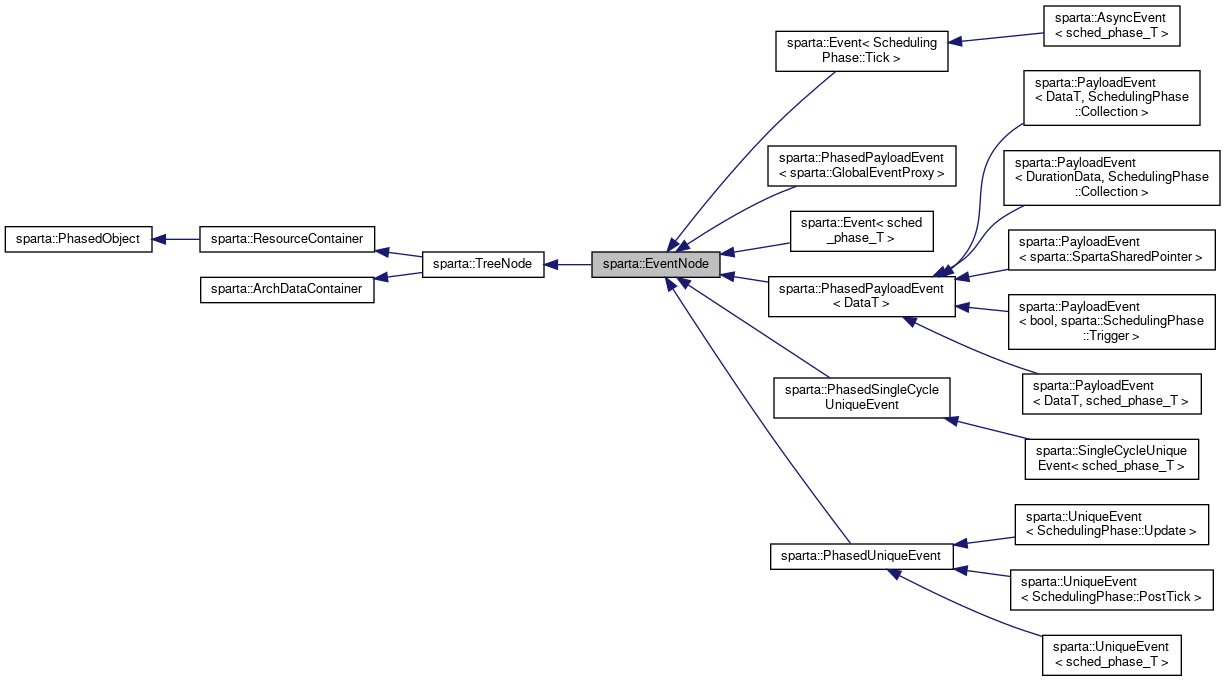 sparta::PhasedObject
sparta::ResourceContainer
sparta::ArchDataContainer
sparta::TreeNode
sparta::EventNode
sparta::Event< Scheduling
Phase::Tick >
sparta::PhasedPayloadEvent
< sparta::GlobalEventProxy >
sparta::Event< sched
_phase_T >
sparta::PhasedPayloadEvent
< DataT >
sparta::PhasedSingleCycle
UniqueEvent
sparta::PhasedUniqueEvent
sparta::AsyncEvent
< sched_phase_T >
sparta::PayloadEvent
< DataT, SchedulingPhase
::Collection >
sparta::PayloadEvent
< DurationData, SchedulingPhase
::Collection >
sparta::PayloadEvent
< sparta::SpartaSharedPointer >
sparta::PayloadEvent
< bool, sparta::SchedulingPhase
::Trigger >
sparta::PayloadEvent
< DataT, sched_phase_T >
sparta::SingleCycleUnique
Event< sched_phase_T >
sparta::UniqueEvent
< SchedulingPhase::Update >
sparta::UniqueEvent
< SchedulingPhase::PostTick >
sparta::UniqueEvent
< sched_phase_T >